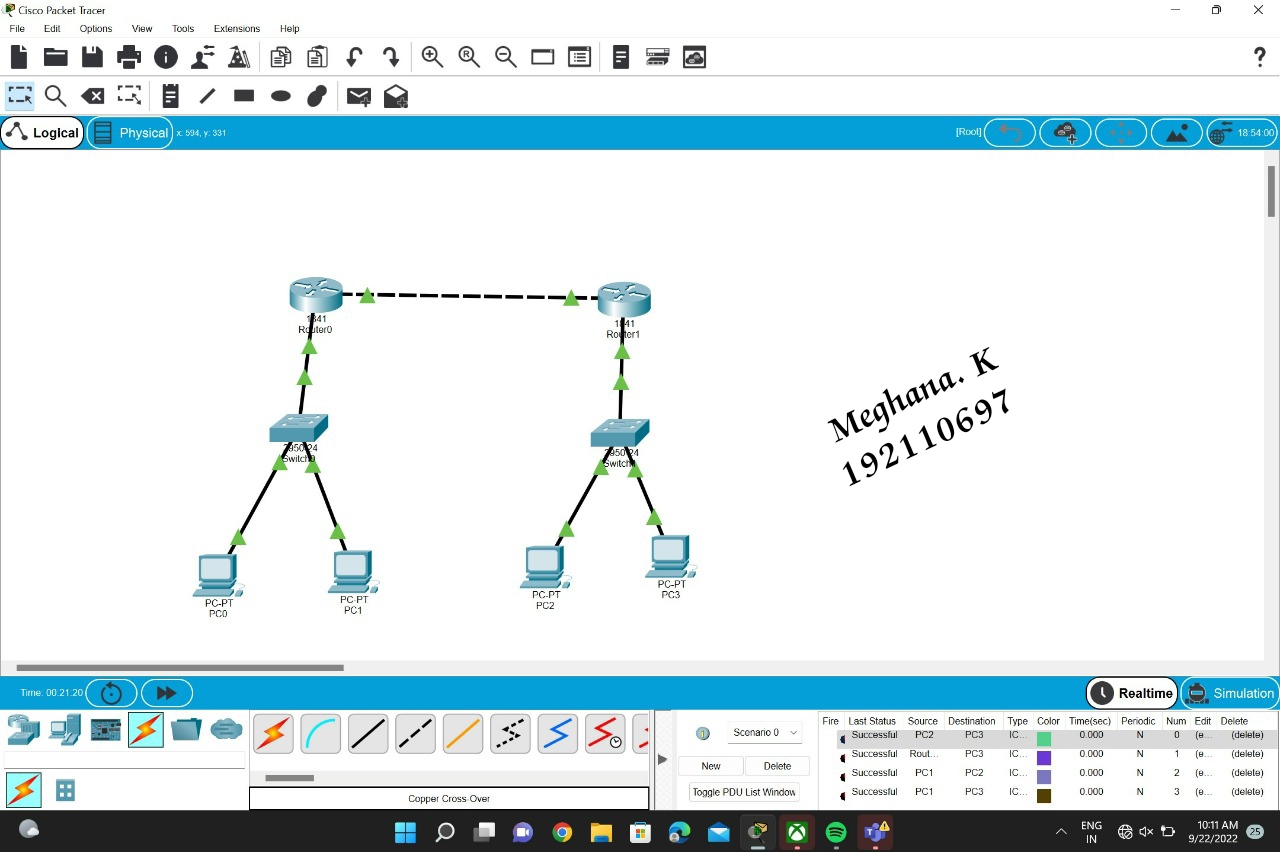 Cisco Packet Tracer
File Edit Options View Tools Extensions Help
Logical Physical x: 594, y: 331 [Root] 18:54:00
1841
Router0
1841
Router1
Meghana. K
192110697
2950-24
Switch0
2950-24
Switch1
PC-PT
PC0
PC-PT
PC1
PC-PT
PC2
PC-PT
PC3
Time: 00:21:20 Realtime Simulation
Scenario 0
New Delete
Toggle PDU List Window
Fire Last Status Source Destination Type Color Time(sec) Periodic Num Edit Delete
Successful PC2 PC3 IC... 0.000 N 0 (e... (delete)
Successful Rout... PC3 IC... 0.000 N 1 (e... (delete)
Successful PC1 PC2 IC... 0.000 N 2 (e... (delete)
Successful PC1 PC3 IC... 0.000 N 3 (e... (delete)
Copper Cross-Over
ENG
IN
10:11 AM
9/22/2022
25